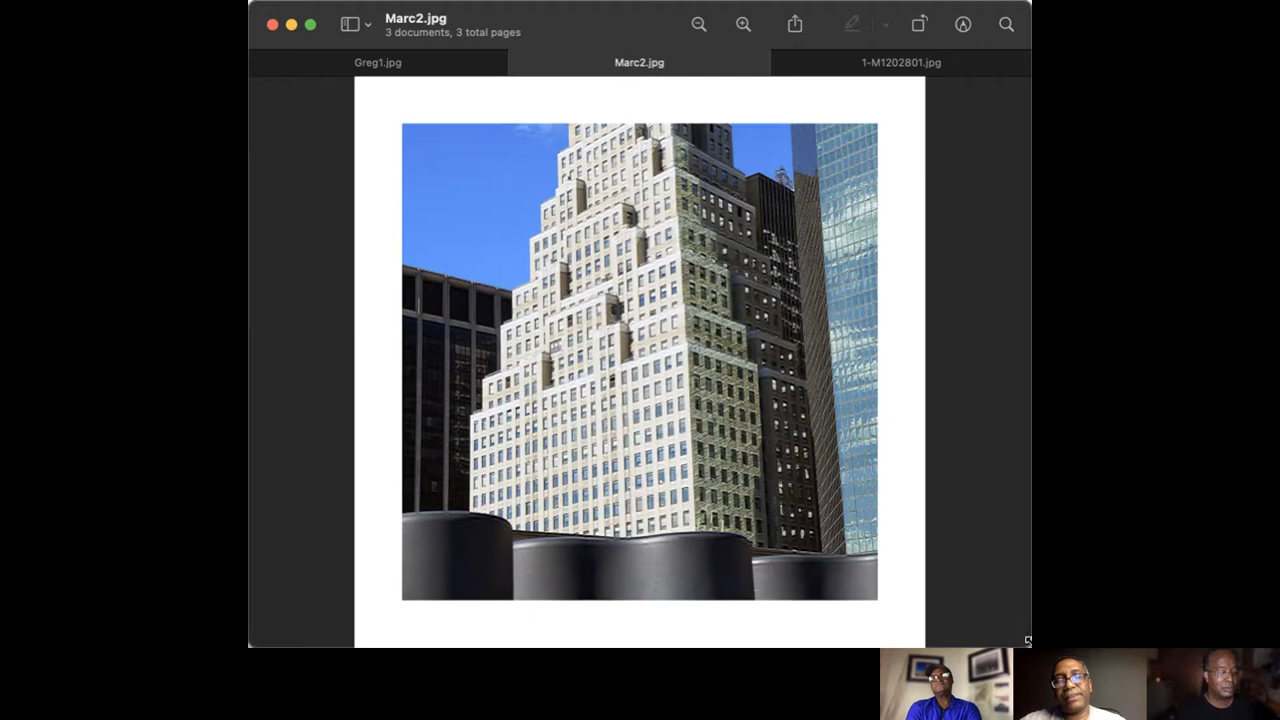 Marc2.jpg
3 documents, 3 total pages
Greg1.jpg
Marc2.jpg
1-M1202801.jpg